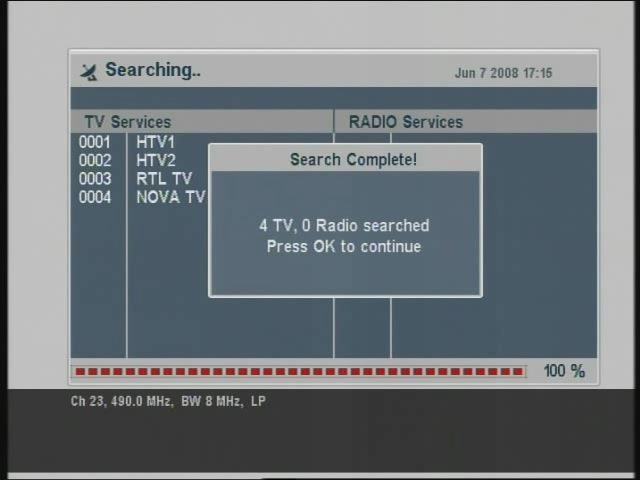 Searching..
Jun 7 2008 17:15
TV Services
RADIO Services
0001 HTV1
0002 HTV2
0003 RTL TV
0004 NOVA TV
Search Complete!
4 TV, 0 Radio searched
Press OK to continue
100 %
Ch 23, 490.0 MHz, BW 8 MHz, LP